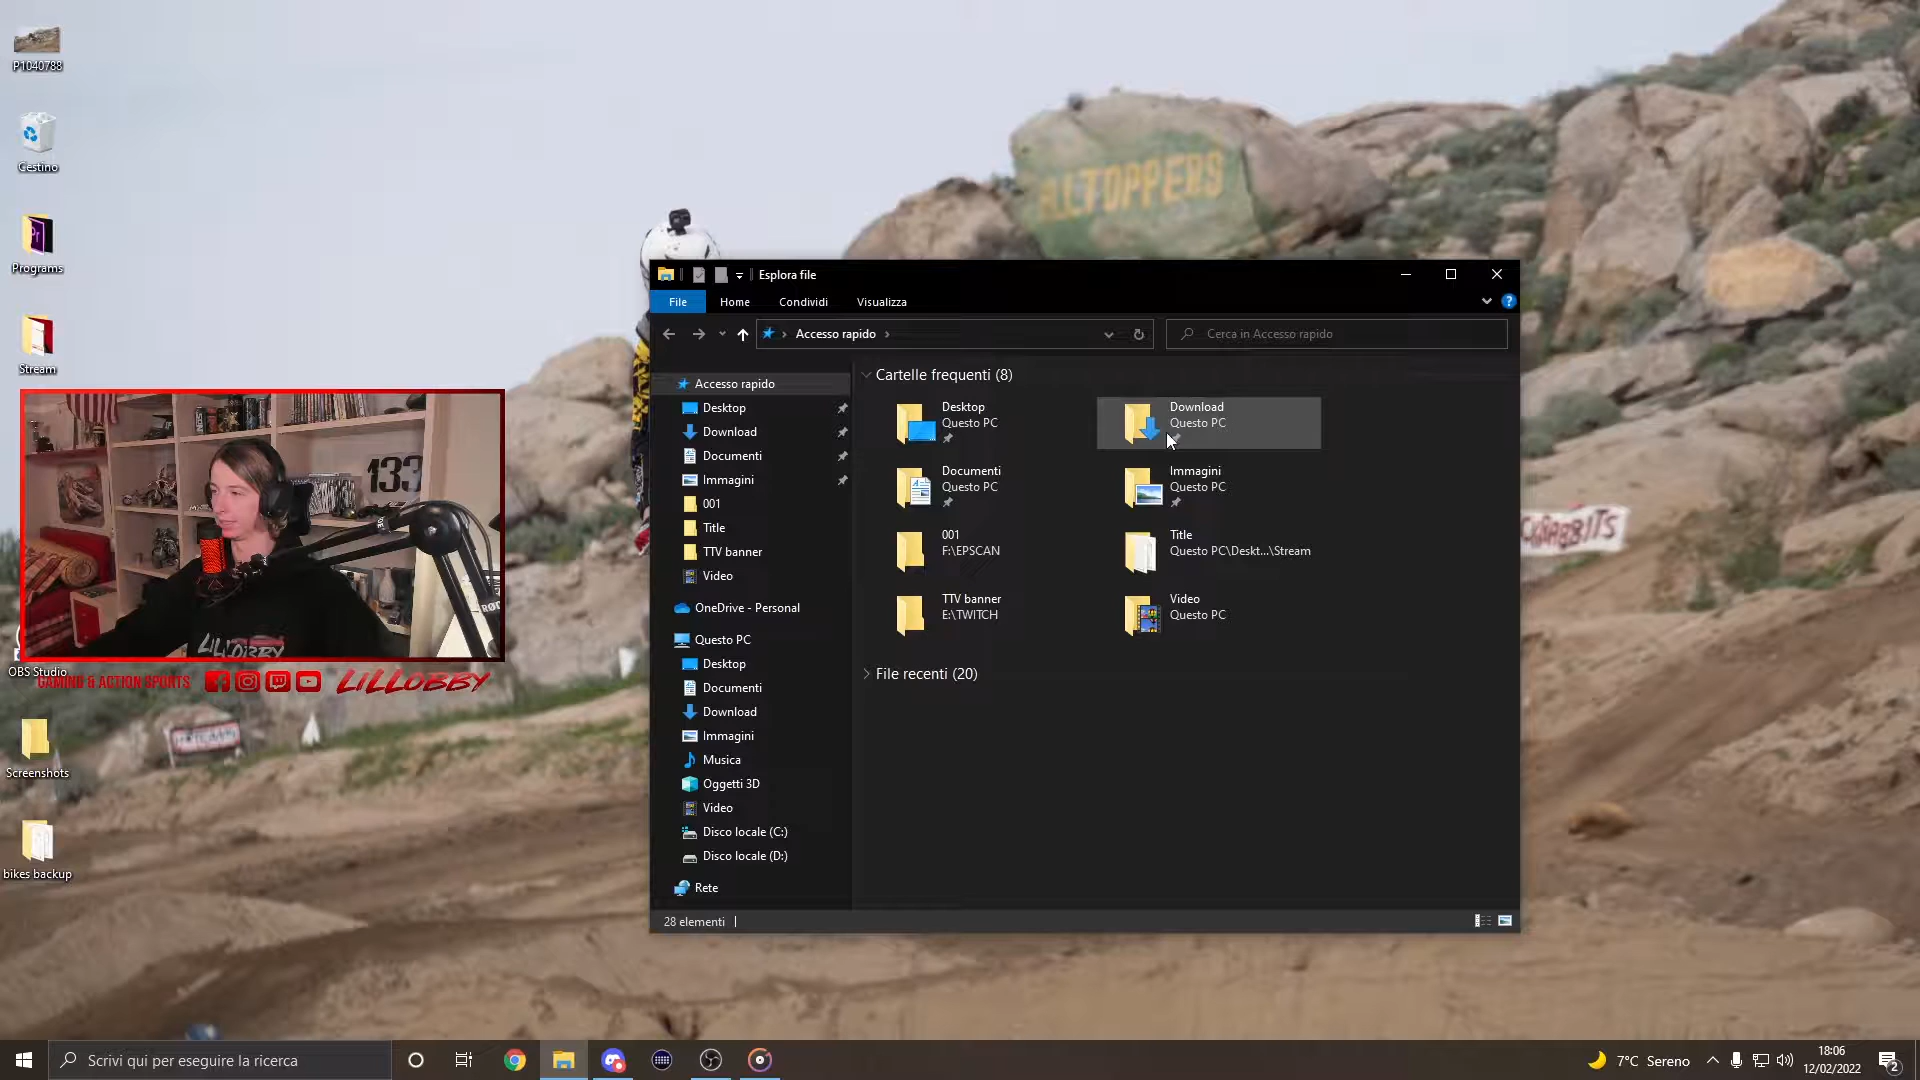 P1040788
Cestino
Programs
Stream
OBS Studio
Screenshots
bikes backup
133
LILLOBBY
GAMING & ACTION SPORTS
LILLOBBY
Esplora file
File
Home
Condividi
Visualizza
Accesso rapido
Cerca in Accesso rapido
Accesso rapido
Desktop
Download
Documenti
Immagini
001
Title
TTV banner
Video
OneDrive - Personal
Questo PC
Desktop
Documenti
Download
Immagini
Musica
Oggetti 3D
Video
Disco locale (C:)
Disco locale (D:)
Rete
Cartelle frequenti (8)
Desktop
Questo PC
Download
Questo PC
Documenti
Questo PC
Immagini
Questo PC
001
F:\EPSCAN
Title
Questo PC\Deskt...\Stream
TTV banner
E:\TWITCH
Video
Questo PC
File recenti (20)
28 elementi
Scrivi qui per eseguire la ricerca
7°C Sereno
18:06
12/02/2022
2